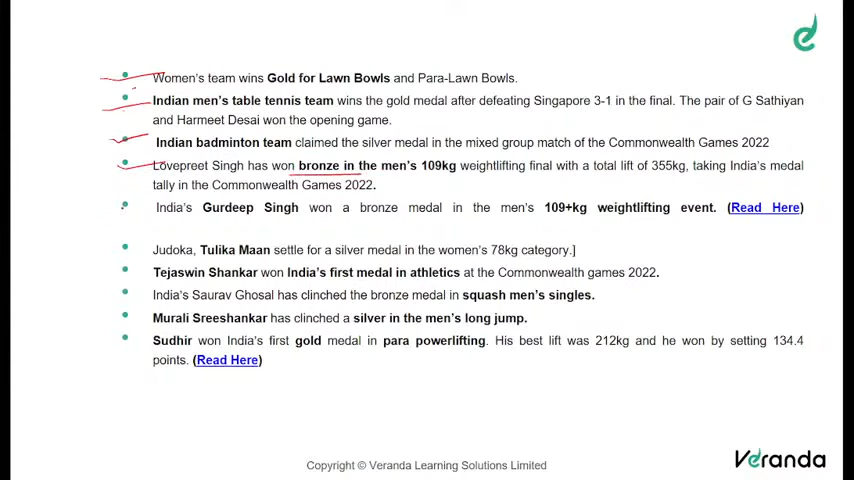 Women's team wins Gold for Lawn Bowls and Para-Lawn Bowls.
Indian men's table tennis team wins the gold medal after defeating Singapore 3-1 in the final. The pair of G Sathiyan
and Harmeet Desai won the opening game.
Indian badminton team claimed the silver medal in the mixed group match of the Commonwealth Games 2022
Lovepreet Singh has won bronze in the men's 109kg weightlifting final with a total lift of 355kg, taking India's medal
tally in the Commonwealth Games 2022.
India's Gurdeep Singh won a bronze medal in the men's 109+kg weightlifting event. (Read Here)
Judoka, Tulika Maan settle for a silver medal in the women's 78kg category.]
Tejaswin Shankar won India's first medal in athletics at the Commonwealth games 2022.
India's Saurav Ghosal has clinched the bronze medal in squash men's singles.
Murali Sreeshankar has clinched a silver in the men's long jump.
Sudhir won India's first gold medal in para powerlifting. His best lift was 212kg and he won by setting 134.4
points. (Read Here)
Copyright © Veranda Learning Solutions Limited
Veranda